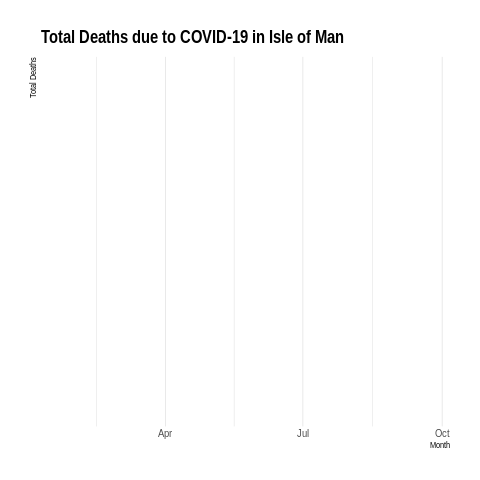 Total Deaths due to COVID-19 in Isle of Man
Total Deaths
Apr Jul Oct
Month